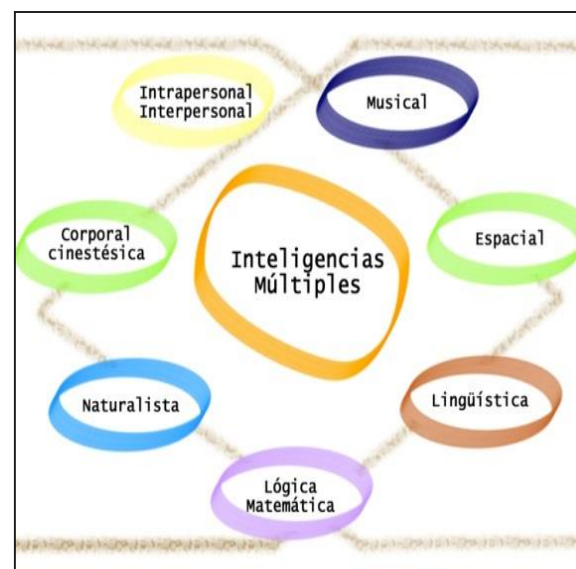 Intrapersonal
Interpersonal
Musical
Corporal
cinestésica
Inteligencias
Múltiples
Espacial
Naturalista
Lingüística
Lógica
Matemática